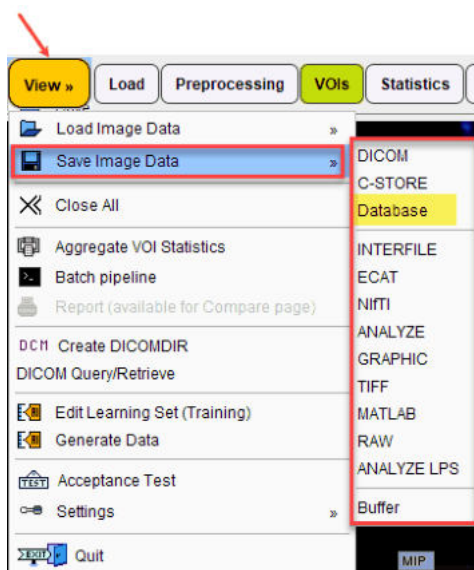 View »
Load
Preprocessing
VOIs
Statistics
Load Image Data »
Save Image Data »
Close All
Aggregate VOI Statistics
Batch pipeline
Report (available for Compare page)
DCM Create DICOMDIR
DICOM Query/Retrieve
Edit Learning Set (Training)
Generate Data
TEST Acceptance Test
Settings »
EXIT Quit
DICOM
C-STORE
Database
INTERFILE
ECAT
NIfTI
ANALYZE
GRAPHIC
TIFF
MATLAB
RAW
ANALYZE LPS
Buffer
MIP